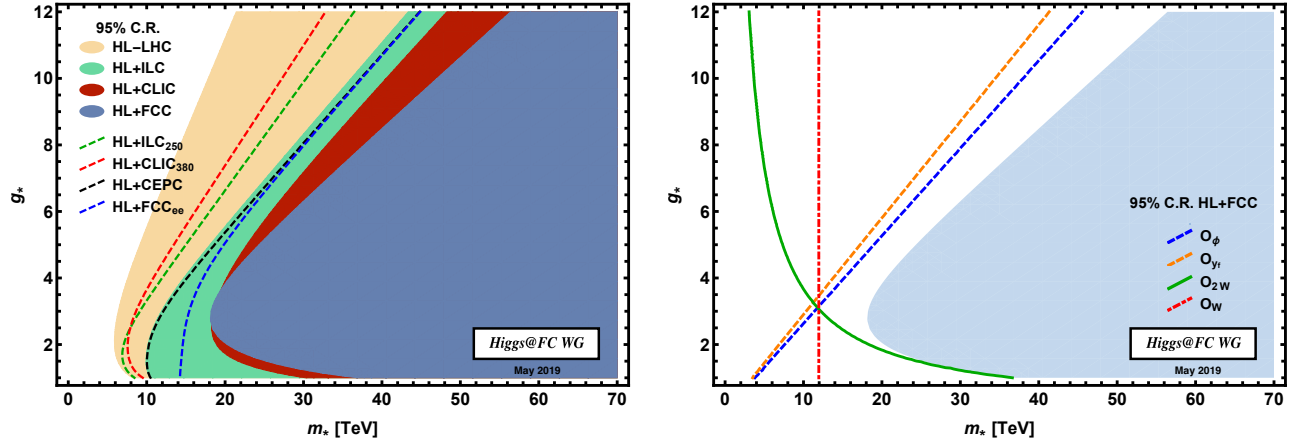 95% C.R.
HL−LHC
HL+ILC
HL+CLIC
HL+FCC
HL+ILC250
HL+CLIC380
HL+CEPC
HL+FCCee
Higgs@FC WG
May 2019
12
10
8
6
4
2
g*
0 10 20 30 40 50 60 70
m* [TeV]
95% C.R. HL+FCC
Oϕ
Oyf
O2 W
OW
Higgs@FC WG
May 2019
12
10
8
6
4
2
g*
0 10 20 30 40 50 60 70
m* [TeV]